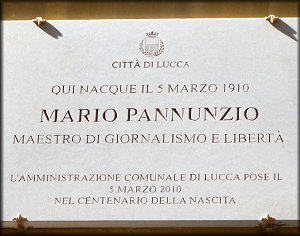 CITTÀ DI LUCCA
QUI NACQUE IL 5 MARZO 1910
MARIO PANNUNZIO
MAESTRO DI GIORNALISMO E LIBERTÀ
L'AMMINISTRAZIONE COMUNALE DI LUCCA POSE IL
5 MARZO 2010
NEL CENTENARIO DELLA NASCITA